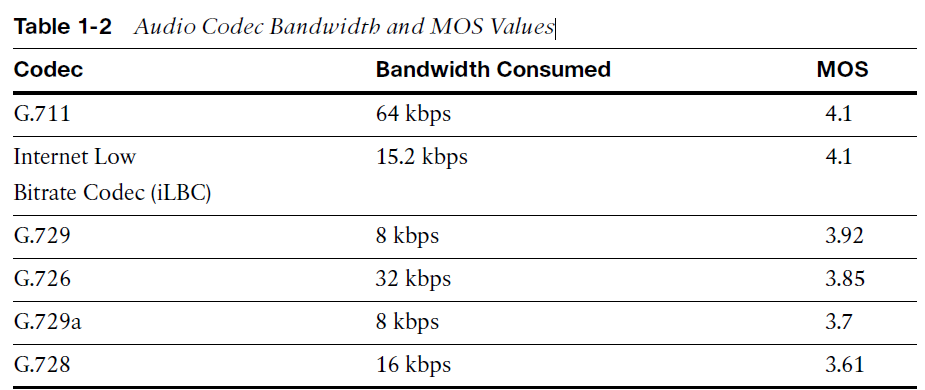 Table 1-2 Audio Codec Bandwidth and MOS Values
Codec Bandwidth Consumed MOS
G.711 64 kbps 4.1
Internet Low 15.2 kbps 4.1
Bitrate Codec (iLBC)
G.729 8 kbps 3.92
G.726 32 kbps 3.85
G.729a 8 kbps 3.7
G.728 16 kbps 3.61